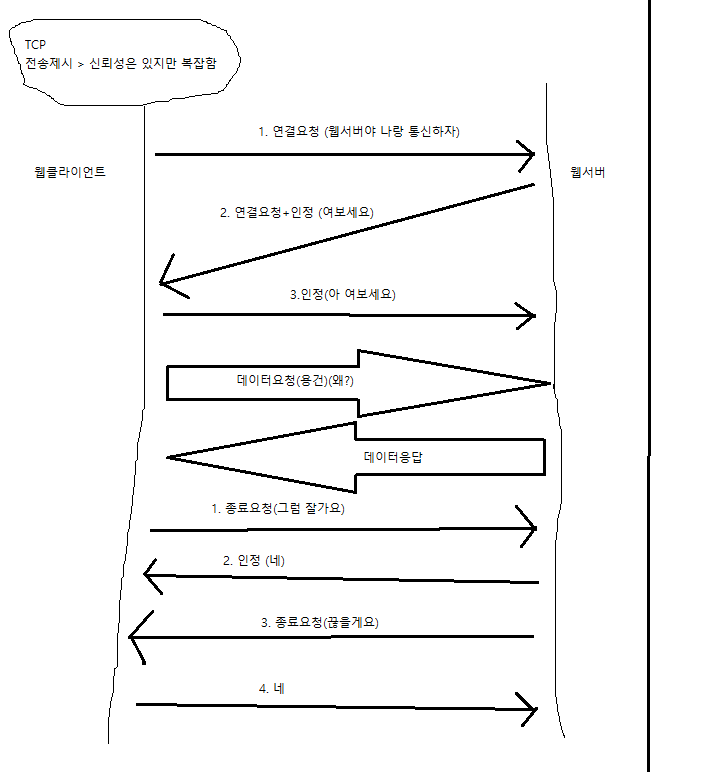 TCP
전송제시 > 신뢰성은 있지만 복잡함
1. 연결요청 (웹서버야 나랑 통신하자)
웹클라이언트
웹서버
2. 연결요청+인정 (여보세요)
3.인정(아 여보세요)
데이터요청(용건)(왜?)
데이터응답
1. 종료요청(그럼 잘가요)
2. 인정 (네)
3. 종료요청(끊을게요)
4. 네